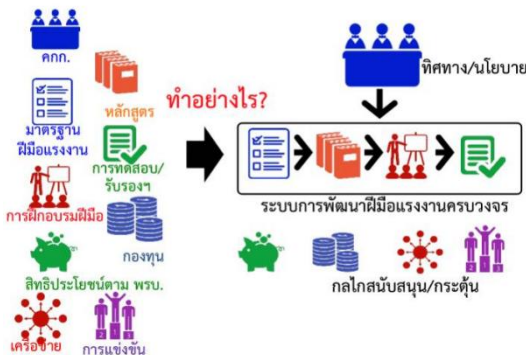 คกก.
หลักสูตร
มาตรฐาน
ฝีมือแรงงาน
การทดสอบ/
รับรองฯ
การฝึกอบรมฝีมือ
กองทุน
สิทธิประโยชน์ตาม พรบ.
เครือข่าย
การแข่งขัน
ทำอย่างไร?
ทิศทาง/นโยบาย
ระบบการพัฒนาฝีมือแรงงานครบวงจร
กลไกสนับสนุน/กระตุ้น
2 1 3
2 1 3